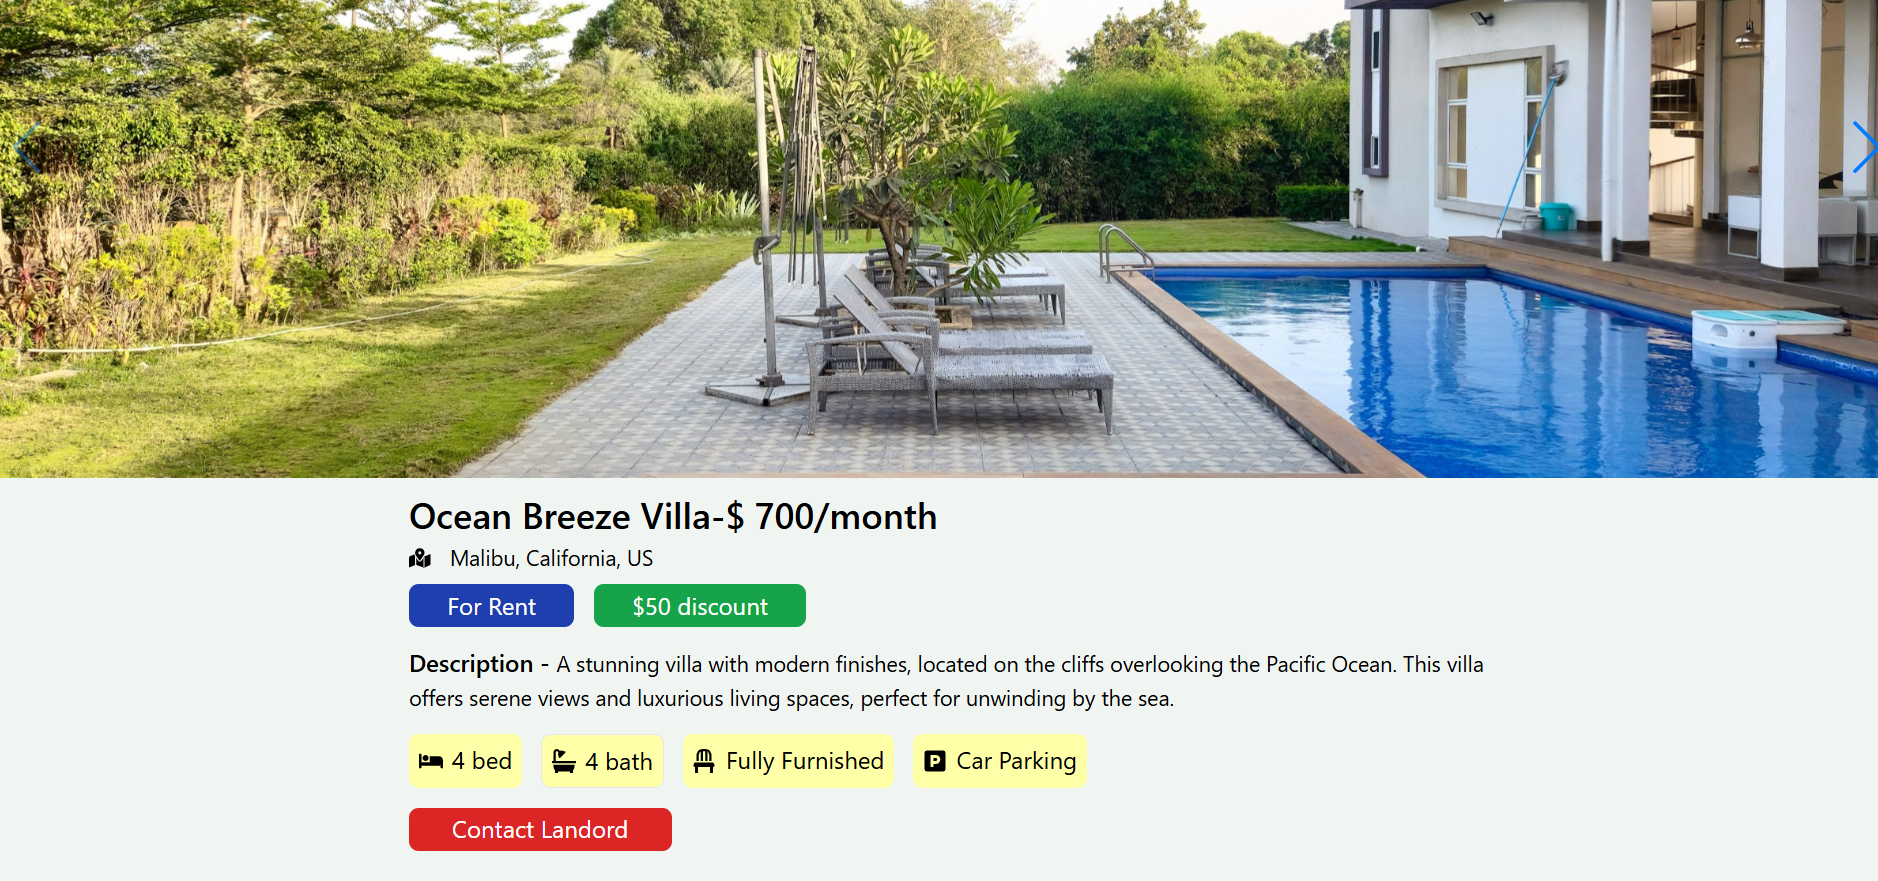 Ocean Breeze Villa-$ 700/month
Malibu, California, US
For Rent
$50 discount
Description - A stunning villa with modern finishes, located on the cliffs overlooking the Pacific Ocean. This villa
offers serene views and luxurious living spaces, perfect for unwinding by the sea.
4 bed
4 bath
Fully Furnished
P Car Parking
Contact Landord